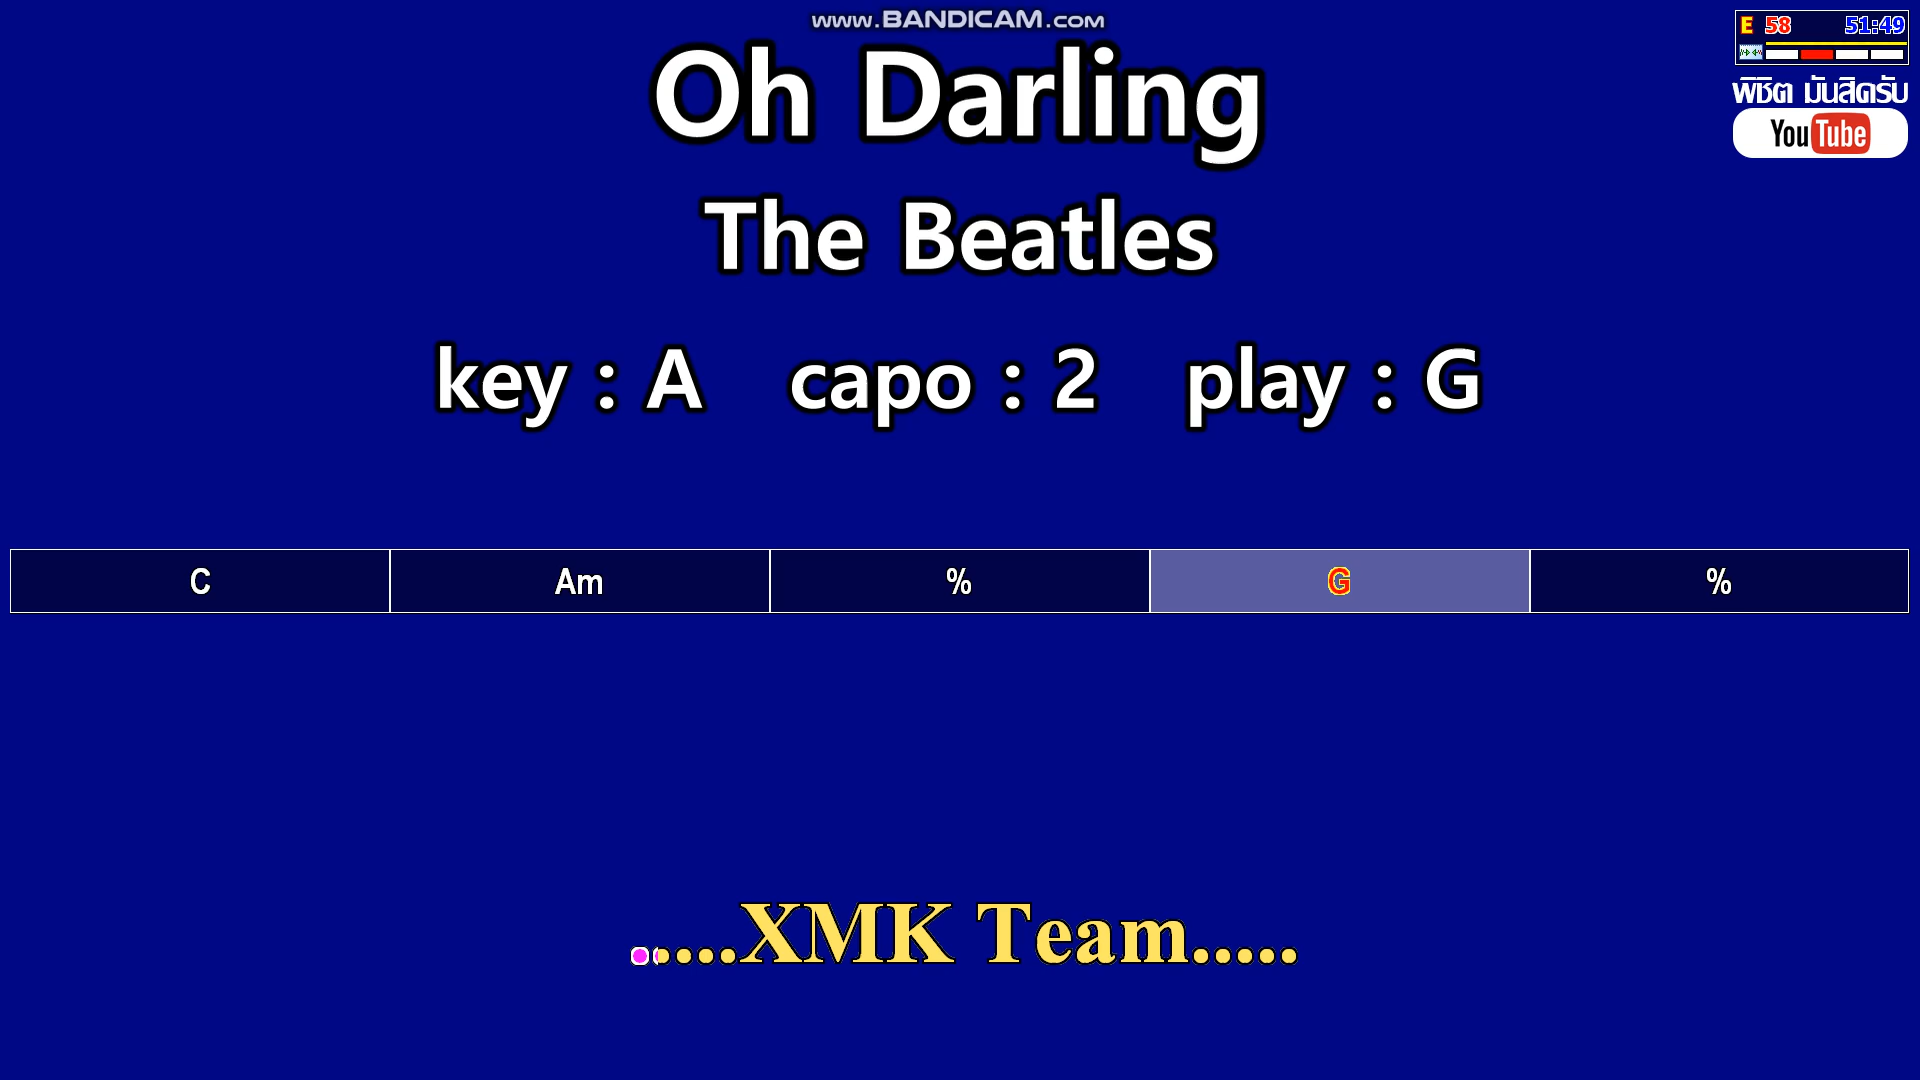 www.BANDICAM.com
E 58 51:49
พิชิต มันสิดรับ
YouTube
Oh Darling
The Beatles
key : A capo : 2 play : G
C Am % G %
.....XMK Team.....